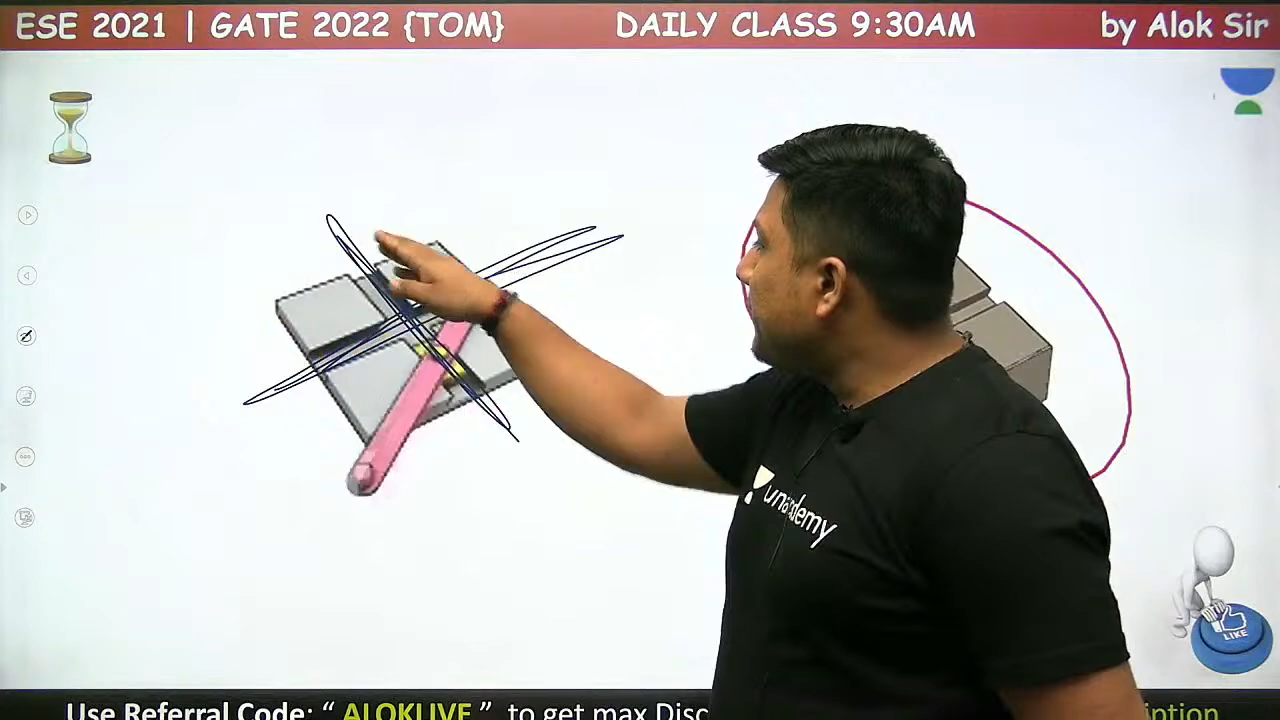 ESE 2021 | GATE 2022 {TOM} DAILY CLASS 9:30AM by Alok Sir
unacademy
LIKE
Use Referral Code: “ ALOKLIVE ” to get max